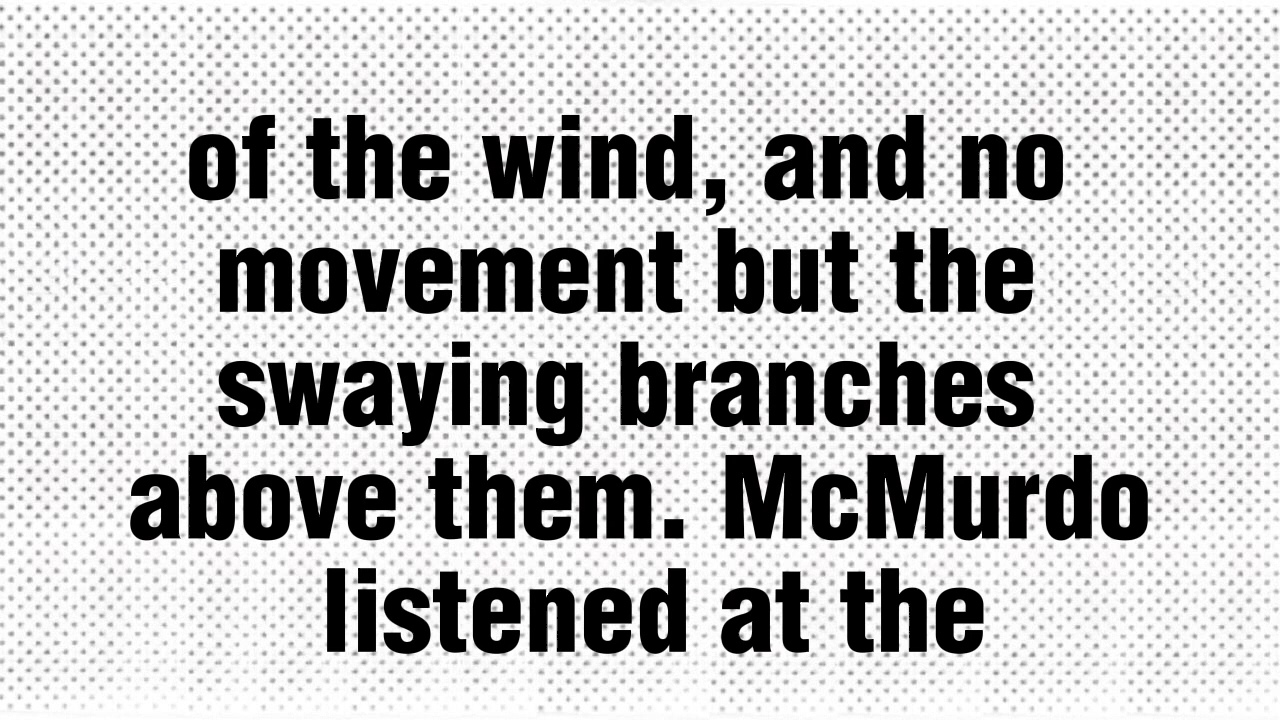 of the wind, and no
movement but the
swaying branches
above them. McMurdo
listened at the